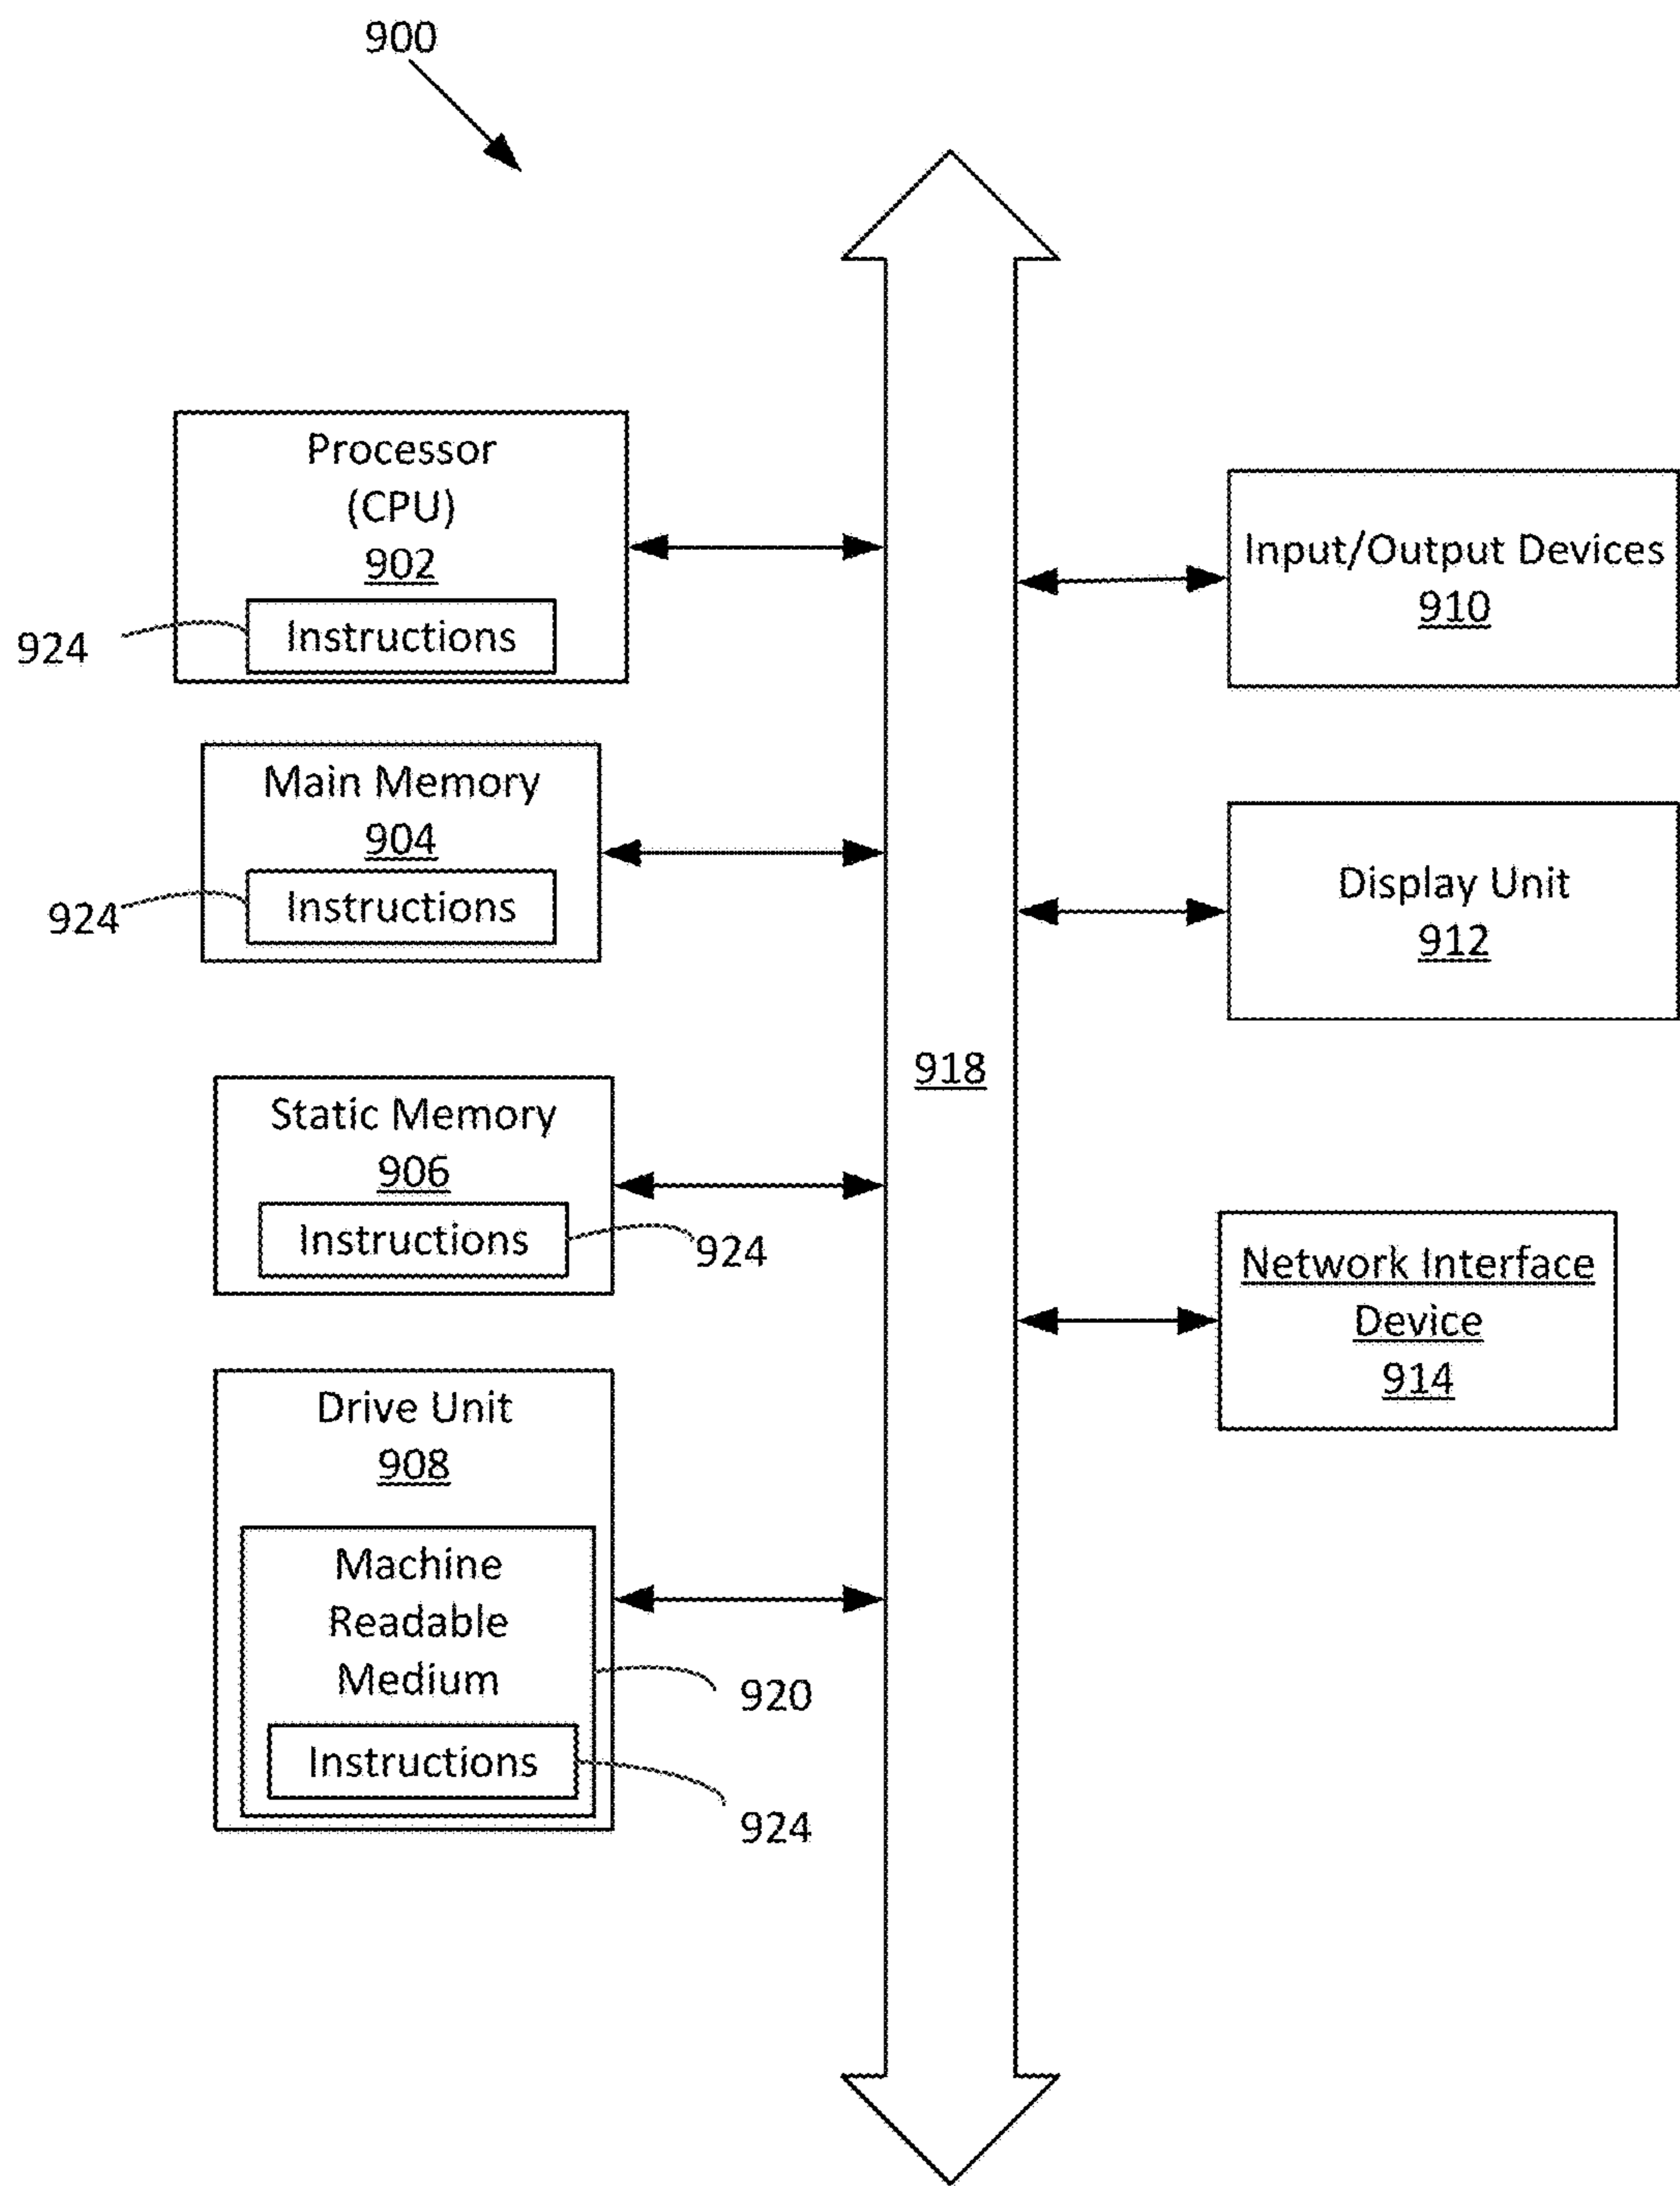 900
Processor
(CPU)
902
Instructions
924
Main Memory
904
Instructions
924
Static Memory
906
Instructions
924
Drive Unit
908
Machine
Readable
Medium
920
Instructions
924
918
Input/Output Devices
910
Display Unit
912
Network Interface
Device
914